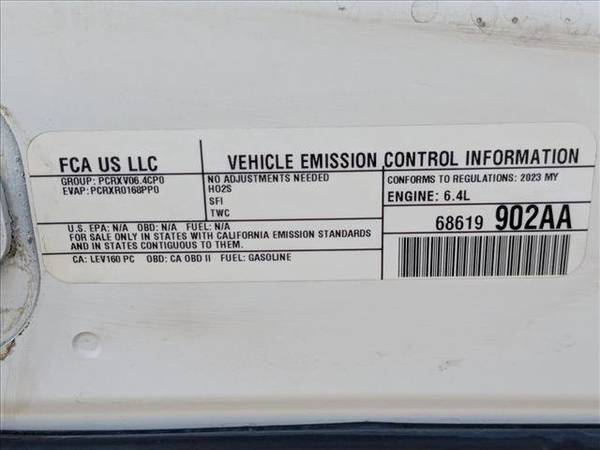 FCA US LLC
GROUP: PCRXV06.4CP0
EVAP: PCRXR0168PP0
VEHICLE EMISSION CONTROL INFORMATION
NO ADJUSTMENTS NEEDED
HO2S
SFI
TWC
CONFORMS TO REGULATIONS: 2023 MY
ENGINE: 6.4L
68619 902AA
U.S. EPA: N/A OBD: N/A FUEL: N/A
FOR SALE ONLY IN STATES WITH CALIFORNIA EMISSION STANDARDS
AND IN STATES CONTIGUOUS TO THEM.
CA: LEV160 PC OBD: CA OBD II FUEL: GASOLINE